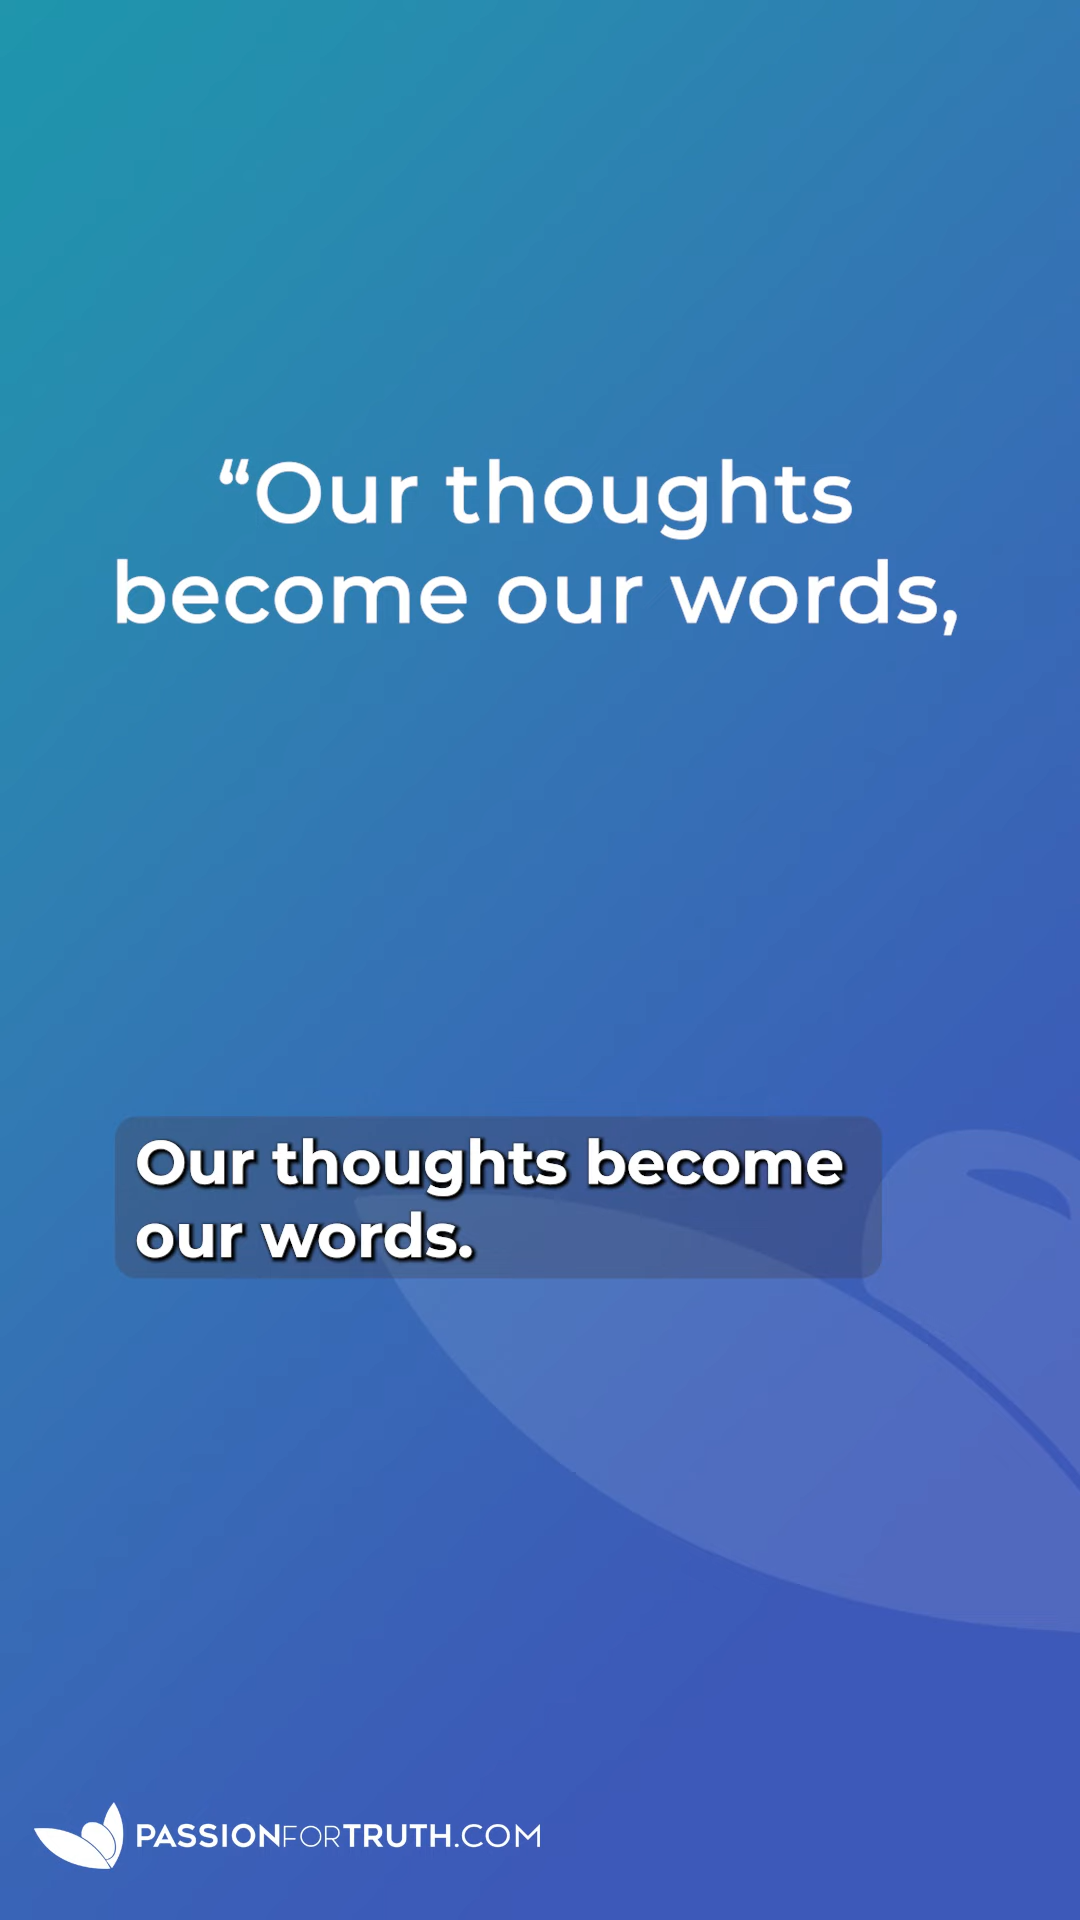 “Our thoughts
become our words,
Our thoughts become
our words.
PASSIONFORTRUTH.COM